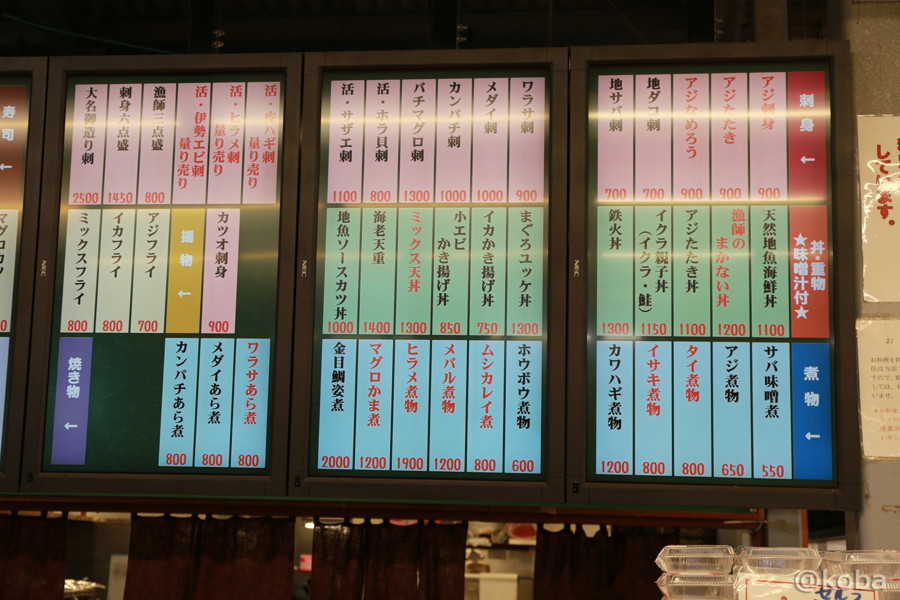 刺身 ←
アジ刺身 900
アジたたき 900
アジなめろう 900
地ダコ刺 700
地サバ刺 700
ワラサ刺 900
メダイ刺 1000
カンパチ刺 1000
バチマグロ刺 1300
活・ホラ貝刺 800
活・サザエ刺 1100
活・カワハギ刺 量り売り
活・ヒラメ刺 量り売り
活・伊勢エビ刺 量り売り
漁師三点盛 800
刺身六点盛 1450
大名御造り刺 2500
寿司 ←
丼・重物
★味噌汁付★
天然地魚海鮮丼 1100
漁師の
まかない丼 1200
アジたたき丼 1100
イクラ親子丼
(イクラ・鮭) 1150
鉄火丼 1300
まぐろユッケ丼 1300
イカかき揚げ丼 750
小エビ
かき揚げ丼 850
ミックス天丼 1300
海老天重 1400
地魚ソースカツ丼 1000
カツオ刺身 900
揚物 ←
アジフライ 700
イカフライ 800
ミックスフライ 800
煮物 ←
サバ味噌煮 550
アジ煮物 650
タイ煮物 800
イサキ煮物 800
カワハギ煮物 1200
ホウボウ煮物 600
ムシカレイ煮 800
メバル煮物 1200
ヒラメ煮物 1900
マグロかま煮 1200
金目鯛姿煮 2000
ワラサあら煮 800
メダイあら煮 800
カンパチあら煮 800
焼き物 ←
NEC
NEC
NEC
します。
@koba